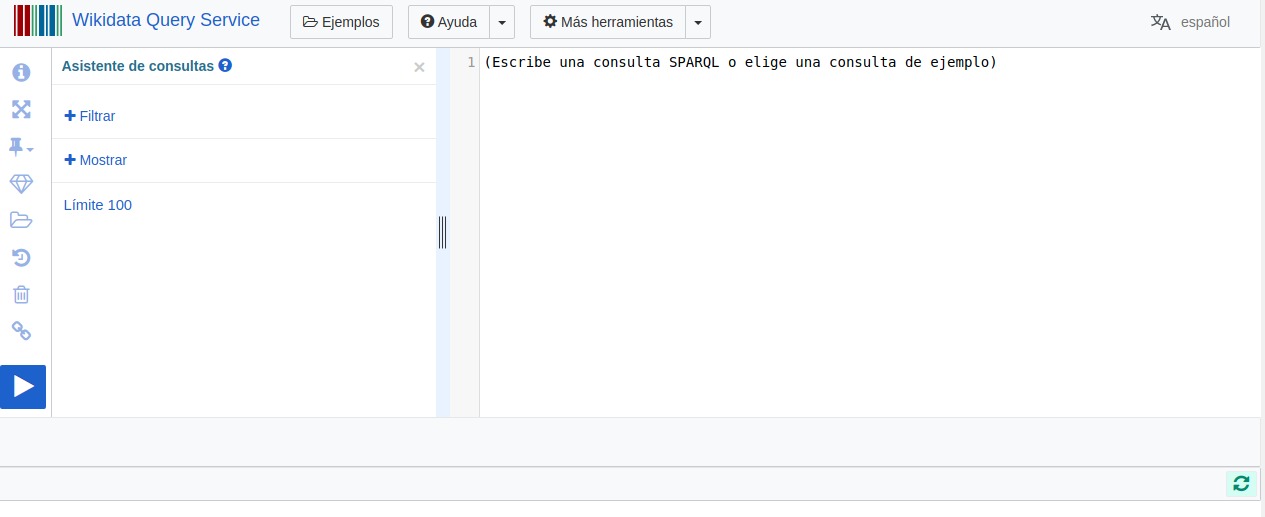 Wikidata Query Service
Ejemplos
Ayuda
Más herramientas
español
Asistente de consultas
×
Filtrar
Mostrar
Límite 100
1
(Escribe una consulta SPARQL o elige una consulta de ejemplo)